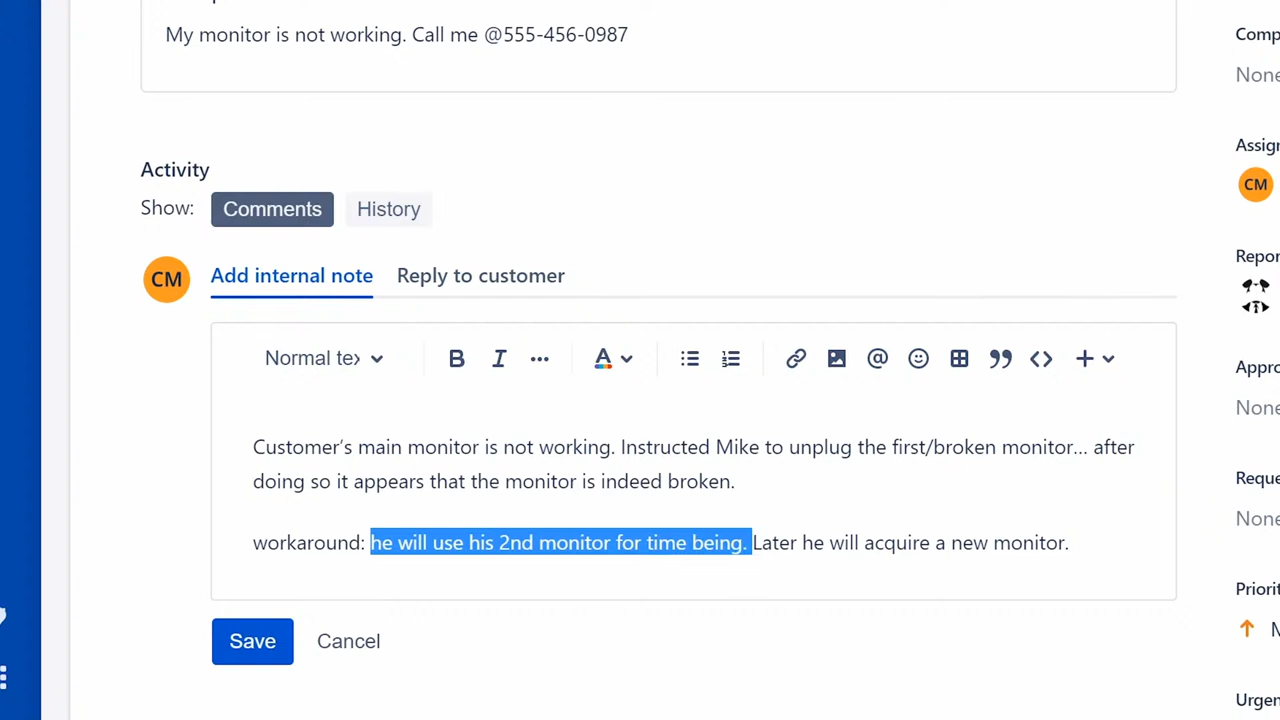 My monitor is not working. Call me @555-456-0987
Comp
None
Activity
Assign
Show: Comments History
CM
CM
Add internal note Reply to customer
Repor
Normal tex
B I ... A @ <> +
Appro
None
Customer's main monitor is not working. Instructed Mike to unplug the first/broken monitor... after
doing so it appears that the monitor is indeed broken.
Reque
None
workaround: he will use his 2nd monitor for time being. Later he will acquire a new monitor.
Priorit
M
Save Cancel
Urgen